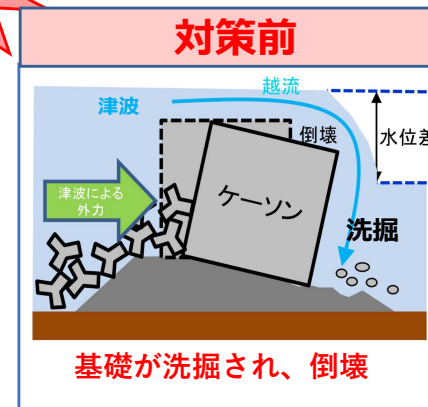 対策前
越流
津波
倒壊
水位差
津波による
外力
ケーソン
洗掘
基礎が洗掘され、倒壊